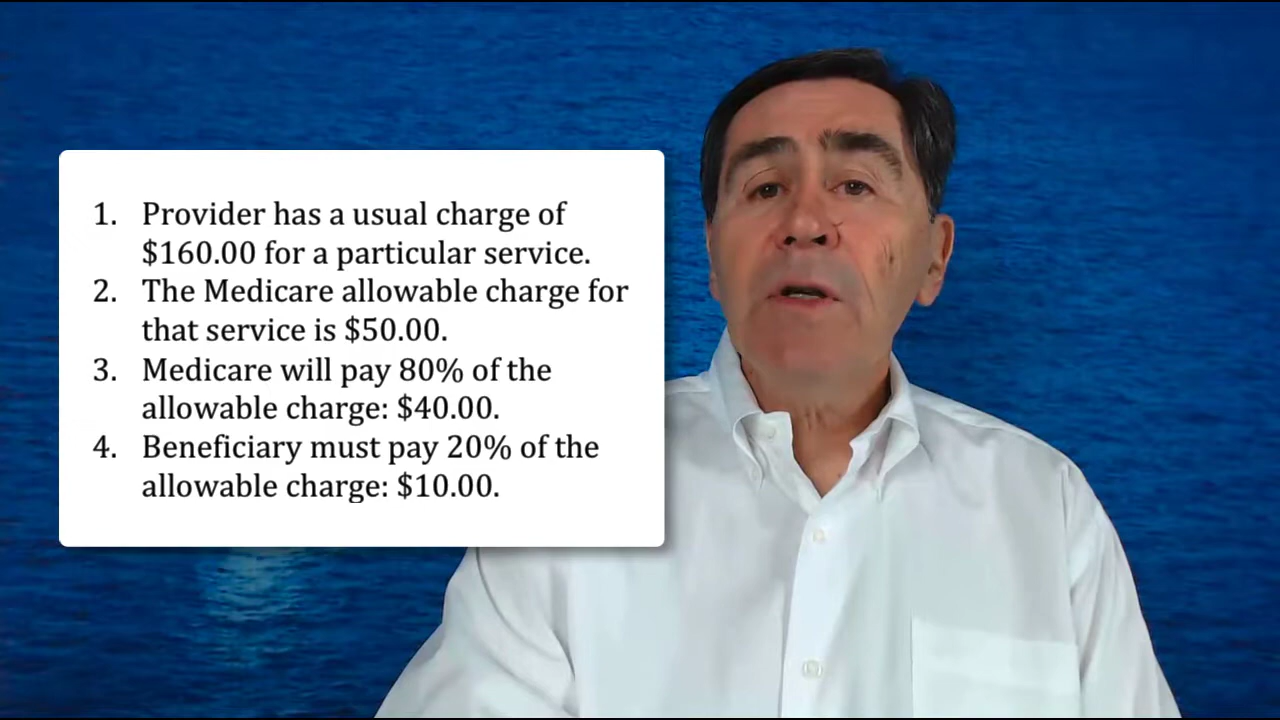 1. Provider has a usual charge of
$160.00 for a particular service.
2. The Medicare allowable charge for
that service is $50.00.
3. Medicare will pay 80% of the
allowable charge: $40.00.
4. Beneficiary must pay 20% of the
allowable charge: $10.00.